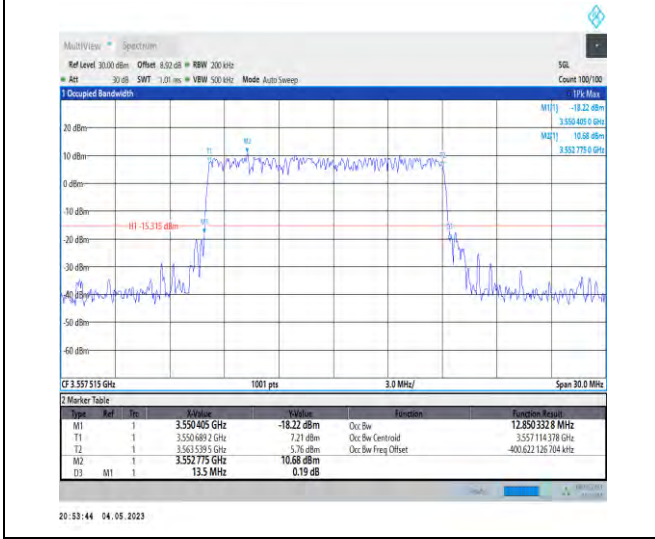 MultiView Spectrum
Ref Level 30.00 dBm Offset 8.92 dB RBW 200 kHz SGL
Att 30 dB SWT 1.01 ms VBW 500 kHz Mode Auto Sweep Count 100/100
1 Occupied Bandwidth 1Pk Max
M1[1] -18.22 dBm
3.550 405 0 GHz
M2[1] 10.68 dBm
3.552 775 0 GHz
20 dBm
M2
T1
10 dBm
0 dBm
-10 dBm
M1
H1 -15.315 dBm
-20 dBm
-30 dBm
-40 dBm
-50 dBm
-60 dBm
CF 3.557 515 GHz 1001 pts 3.0 MHz/ Span 30.0 MHz
2 Marker Table
Type Ref Trc X-Value Y-Value Function Function Result
M1 1 3.550405 GHz -18.22 dBm Occ Bw 12.850 332 8 MHz
T1 1 3.550 689 2 GHz 7.21 dBm Occ Bw Centroid 3.557 114 378 GHz
T2 1 3.563 539 5 GHz 5.76 dBm Occ Bw Freq Offset -400.622 126 704 kHz
M2 1 3.552775 GHz 10.68 dBm
D3 M1 1 13.5 MHz 0.19 dB
20:53:44 04.05.2023